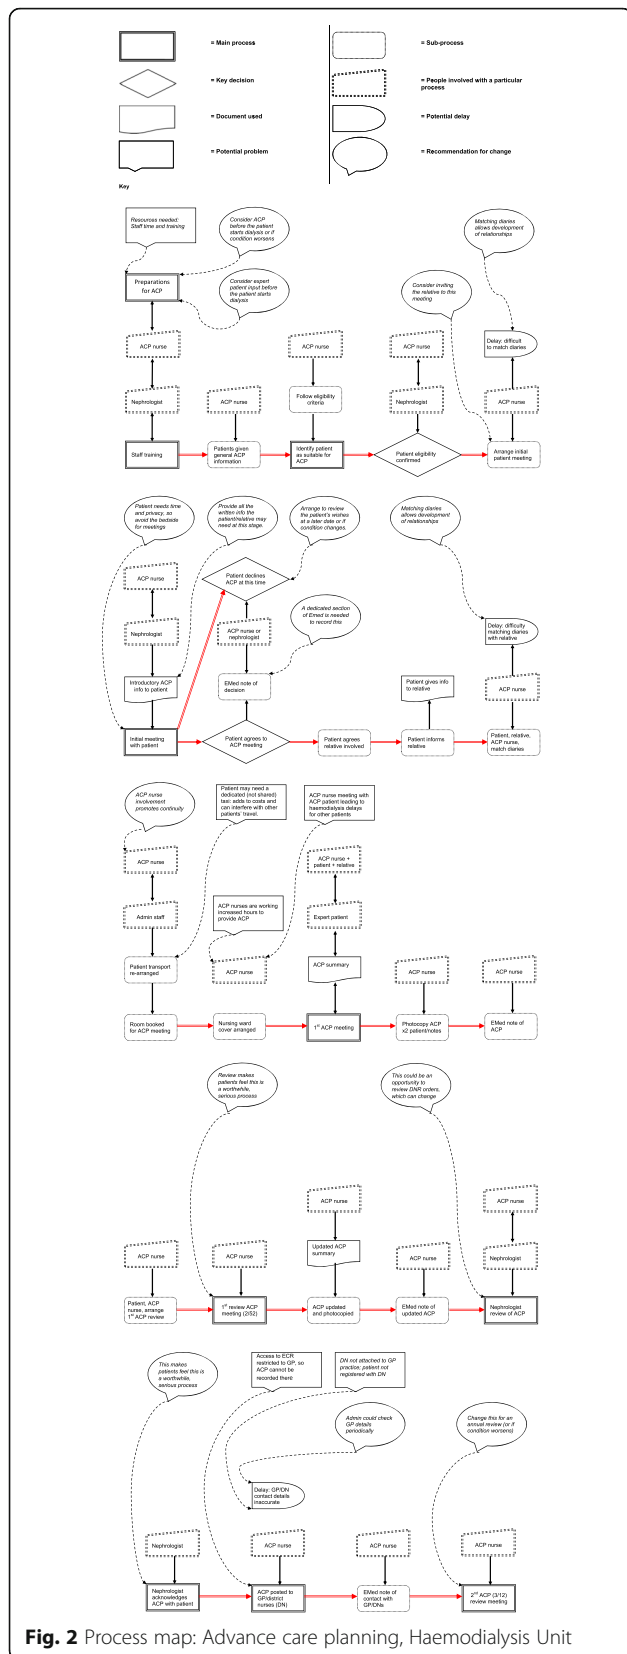 = Main process
= Sub-process
= Key decision
= People involved with a particular
process
= Document used
= Potential delay
= Potential problem
= Recommendation for change
Key
Resources needed:
Staff time and training
Consider ACP
before the patient
starts dialysis or if
condition worsens
Matching diaries
allows development
of relationships
Preparations
for ACP
Consider expert
patient input before
the patient starts
dialysis
Consider inviting
the relative to this
meeting
ACP nurse
ACP nurse
ACP nurse
Delay: difficult
to match diaries
Nephrologist
ACP nurse
Follow eligibility
criteria
Nephrologist
ACP nurse
Staff training
Patients given
general ACP
information
Identify patient
as suitable for
ACP
Patient eligibility
confirmed
Arrange initial
patient meeting
Patient needs time
and privacy, so
avoid the bedside
for meetings
Provide all the
written info the
patient/relative may
need at this stage.
Arrange to review
the patient's wishes
at a later date or if
condition changes.
Matching diaries
allows development
of relationships
ACP nurse
Patient declines
ACP at this time
A dedicated section
of Emed is needed
to record this
Nephrologist
ACP nurse or
nephrologist
Delay: difficulty
matching diaries
with relative
Introductory ACP
info to patient
EMed note of
decision
Patient gives info
to relative
ACP nurse
Initial meeting
with patient
Patient agrees to
ACP meeting
Patient agrees
relative involved
Patient informs
relative
Patient, relative,
ACP nurse,
match diaries
ACP nurse
involvement
promotes continuity
Patient may need a
dedicated (not shared)
taxi: adds to costs and
can interfere with other
patients' travel.
ACP nurse meeting with
ACP patient leading to
haemodialysis delays
for other patients
ACP nurse
ACP nurse +
patient + relative
Admin staff
ACP nurses are working
increased hours to
provide ACP
Expert patient
Patient transport
re-arranged
ACP nurse
ACP summary
ACP nurse
ACP nurse
Room booked
for ACP meeting
Nursing ward
cover arranged
1st ACP meeting
Photocopy ACP
x2 patient/notes
EMed note of
ACP
Review makes
patients feel this is
a worthwhile,
serious process
This could be an
opportunity to
review DNR orders,
which can change
ACP nurse
ACP nurse
ACP nurse
ACP nurse
Updated ACP
summary
ACP nurse
Nephrologist
Patient, ACP
nurse, arrange
1st ACP review
1st review ACP
meeting (2/52)
ACP updated
and photocopied
EMed note of
updated ACP
Nephrologist
review of ACP
This makes
patients feel this is
a worthwhile,
serious process
Access to ECR
restricted to GP, so
ACP cannot be
recorded there
DN not attached to GP
practice; patient not
registered with DN
Admin could check
GP details
periodically
Change this for an
annual review (or if
condition worsens)
Delay: GP/DN
contact details
inaccurate
Nephrologist
ACP nurse
ACP nurse
ACP nurse
Nephrologist
acknowledges
ACP with patient
ACP posted to
GP/district
nurses (DN)
EMed note of
contact with
GP/DNs
2nd ACP (3/12)
review meeting
Fig. 2 Process map: Advance care planning, Haemodialysis Unit